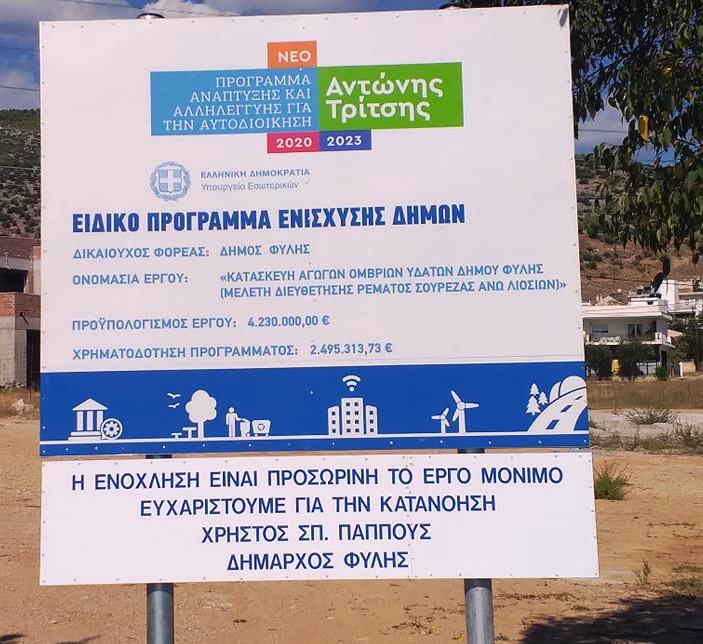 ΝΕΟ
ΠΡΟΓΡΑΜΜΑ
ΑΝΑΠΤΥΞΗΣ ΚΑΙ
ΑΛΛΗΛΕΓΓΥΗΣ ΓΙΑ
ΤΗΝ ΑΥΤΟΔΙΟΙΚΗΣΗ
Αντώνης
Τρίτσης
2020 2023
ΕΛΛΗΝΙΚΗ ΔΗΜΟΚΡΑΤΙΑ
Υπουργείο Εσωτερικών
ΕΙΔΙΚΟ ΠΡΟΓΡΑΜΜΑ ΕΝΙΣΧΥΣΗΣ ΔΗΜΩΝ
ΔΙΚΑΙΟΥΧΟΣ ΦΟΡΕΑΣ: ΔΗΜΟΣ ΦΥΛΗΣ
ΟΝΟΜΑΣΙΑ ΕΡΓΟΥ: «ΚΑΤΑΣΚΕΥΗ ΑΓΩΓΩΝ ΟΜΒΡΙΩΝ ΥΔΑΤΩΝ ΔΗΜΟΥ ΦΥΛΗΣ
(ΜΕΛΕΤΗ ΔΙΕΥΘΕΤΗΣΗΣ ΡΕΜΑΤΟΣ ΣΟΥΡΕΖΑΣ ΑΝΩ ΛΙΟΣΙΩΝ)»
ΠΡΟΫΠΟΛΟΓΙΣΜΟΣ ΕΡΓΟΥ: 4.230.000,00 €
ΧΡΗΜΑΤΟΔΟΤΗΣΗ ΠΡΟΓΡΑΜΜΑΤΟΣ: 2.495.313,73 €
Η ΕΝΟΧΛΗΣΗ ΕΙΝΑΙ ΠΡΟΣΩΡΙΝΗ ΤΟ ΕΡΓΟ ΜΟΝΙΜΟ
ΕΥΧΑΡΙΣΤΟΥΜΕ ΓΙΑ ΤΗΝ ΚΑΤΑΝΟΗΣΗ
ΧΡΗΣΤΟΣ ΣΠ. ΠΑΠΠΟΥΣ
ΔΗΜΑΡΧΟΣ ΦΥΛΗΣ